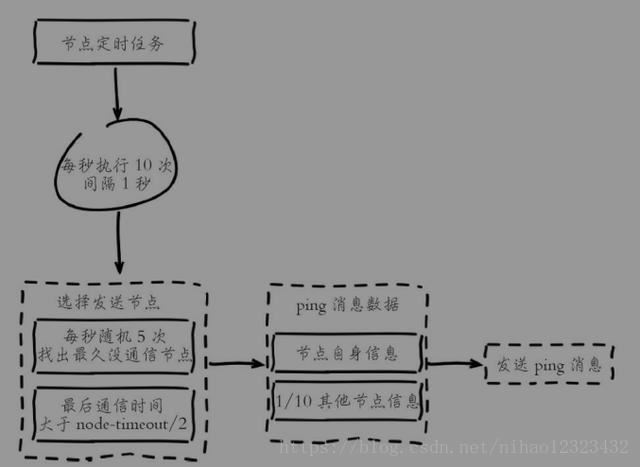 节点定时任务
每秒执行 10 次
间隔 1 秒
选择发送节点
每秒随机 5 次
找出最久没通信节点
最后通信时间
大于 node-timeout/2
ping 消息数据
节点自身信息
1/10 其他节点信息
发送 ping 消息
https://blog.csdn.net/nihao12323432